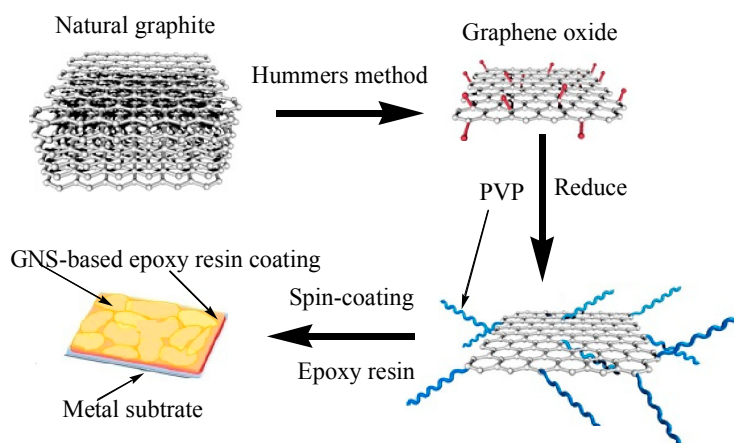 Natural graphite
Graphene oxide
Hummers method
PVP
Reduce
GNS-based epoxy resin coating
Spin-coating
Epoxy resin
Metal subtrate